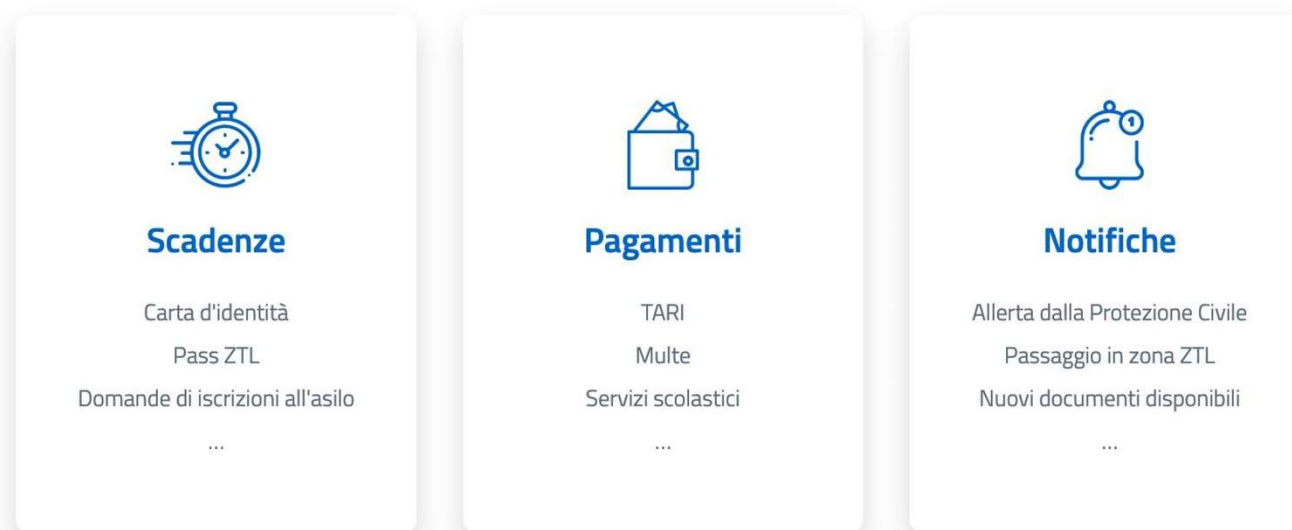 Scadenze
Carta d'identità
Pass ZTL
Domande di iscrizioni all'asilo
...
Pagamenti
TARI
Multe
Servizi scolastici
...
1
Notifiche
Allerta dalla Protezione Civile
Passaggio in zona ZTL
Nuovi documenti disponibili
...